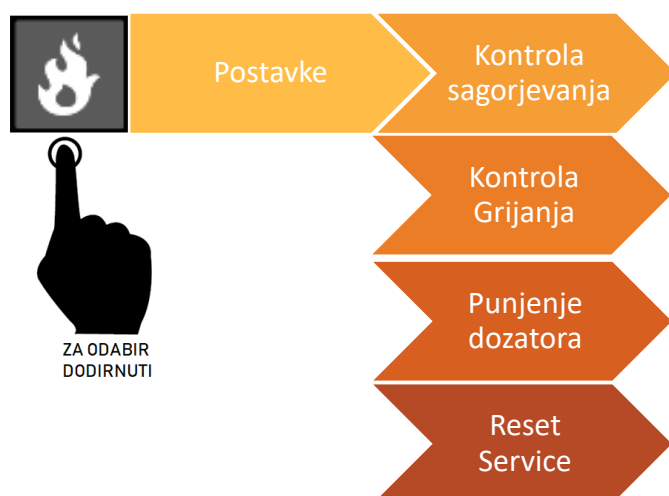 Postavke
Kontrola
sagorjevanja
Kontrola
Grijanja
Punjenje
dozatora
Reset
Service
ZA ODABIR
DODIRNUTI